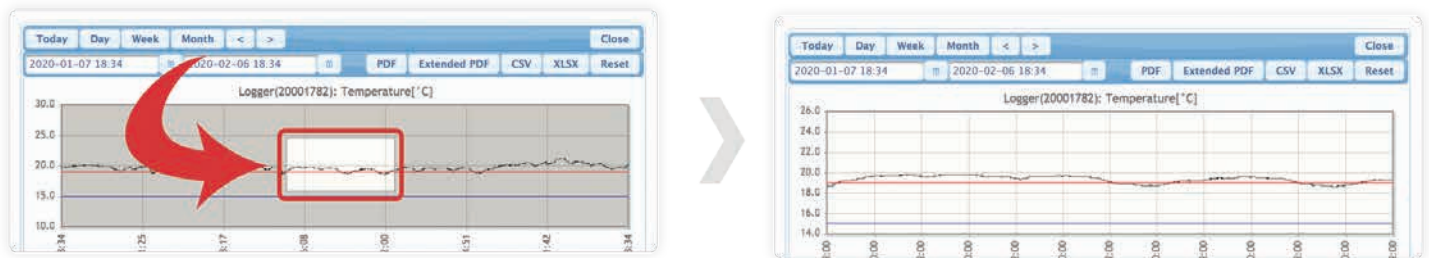 Today Day Week Month < > Close
2020-01-07 18:34 2020-02-06 18:34 PDF Extended PDF CSV XLSX Reset
Logger(20001782): Temperature[°C]
30.0
25.0
20.0
15.0
10.0
Today Day Week Month < > Close
2020-01-07 18:34 2020-02-06 18:34 PDF Extended PDF CSV XLSX Reset
Logger(20001782): Temperature[°C]
26.0
24.0
22.0
20.0
18.0
16.0
14.0